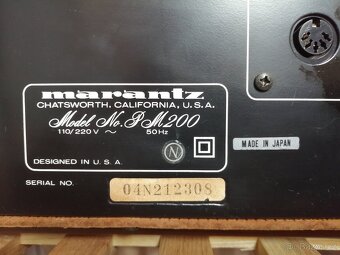 marantz
CHATSWORTH, CALIFORNIA, U.S.A.
Model No. PM200
110/220V ~ 50Hz
N
MADE IN JAPAN
DESIGNED IN U.S.A.
SERIAL NO. 04N212308